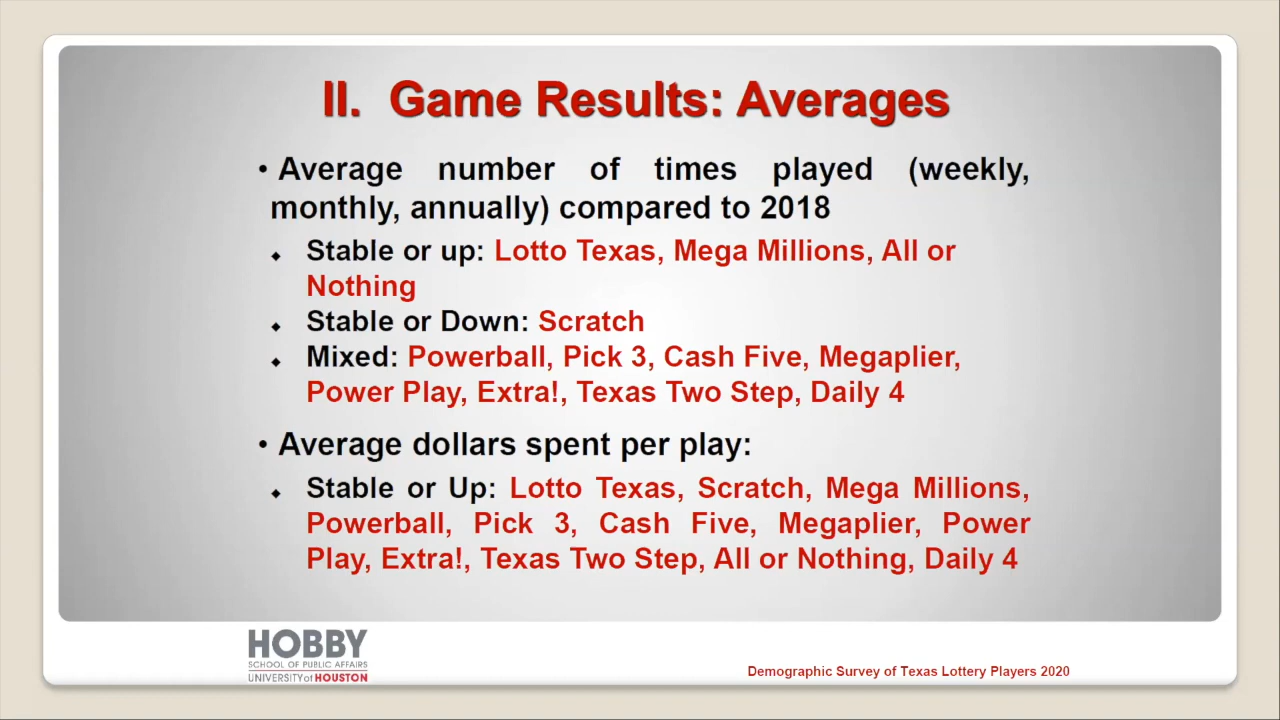 II. Game Results: Averages
• Average number of times played (weekly,
monthly, annually) compared to 2018
◆ Stable or up: Lotto Texas, Mega Millions, All or
Nothing
◆ Stable or Down: Scratch
◆ Mixed: Powerball, Pick 3, Cash Five, Megaplier,
Power Play, Extra!, Texas Two Step, Daily 4
• Average dollars spent per play:
◆ Stable or Up: Lotto Texas, Scratch, Mega Millions,
Powerball, Pick 3, Cash Five, Megaplier, Power
Play, Extra!, Texas Two Step, All or Nothing, Daily 4
HOBBY
SCHOOL OF PUBLIC AFFAIRS
UNIVERSITY of HOUSTON
Demographic Survey of Texas Lottery Players 2020